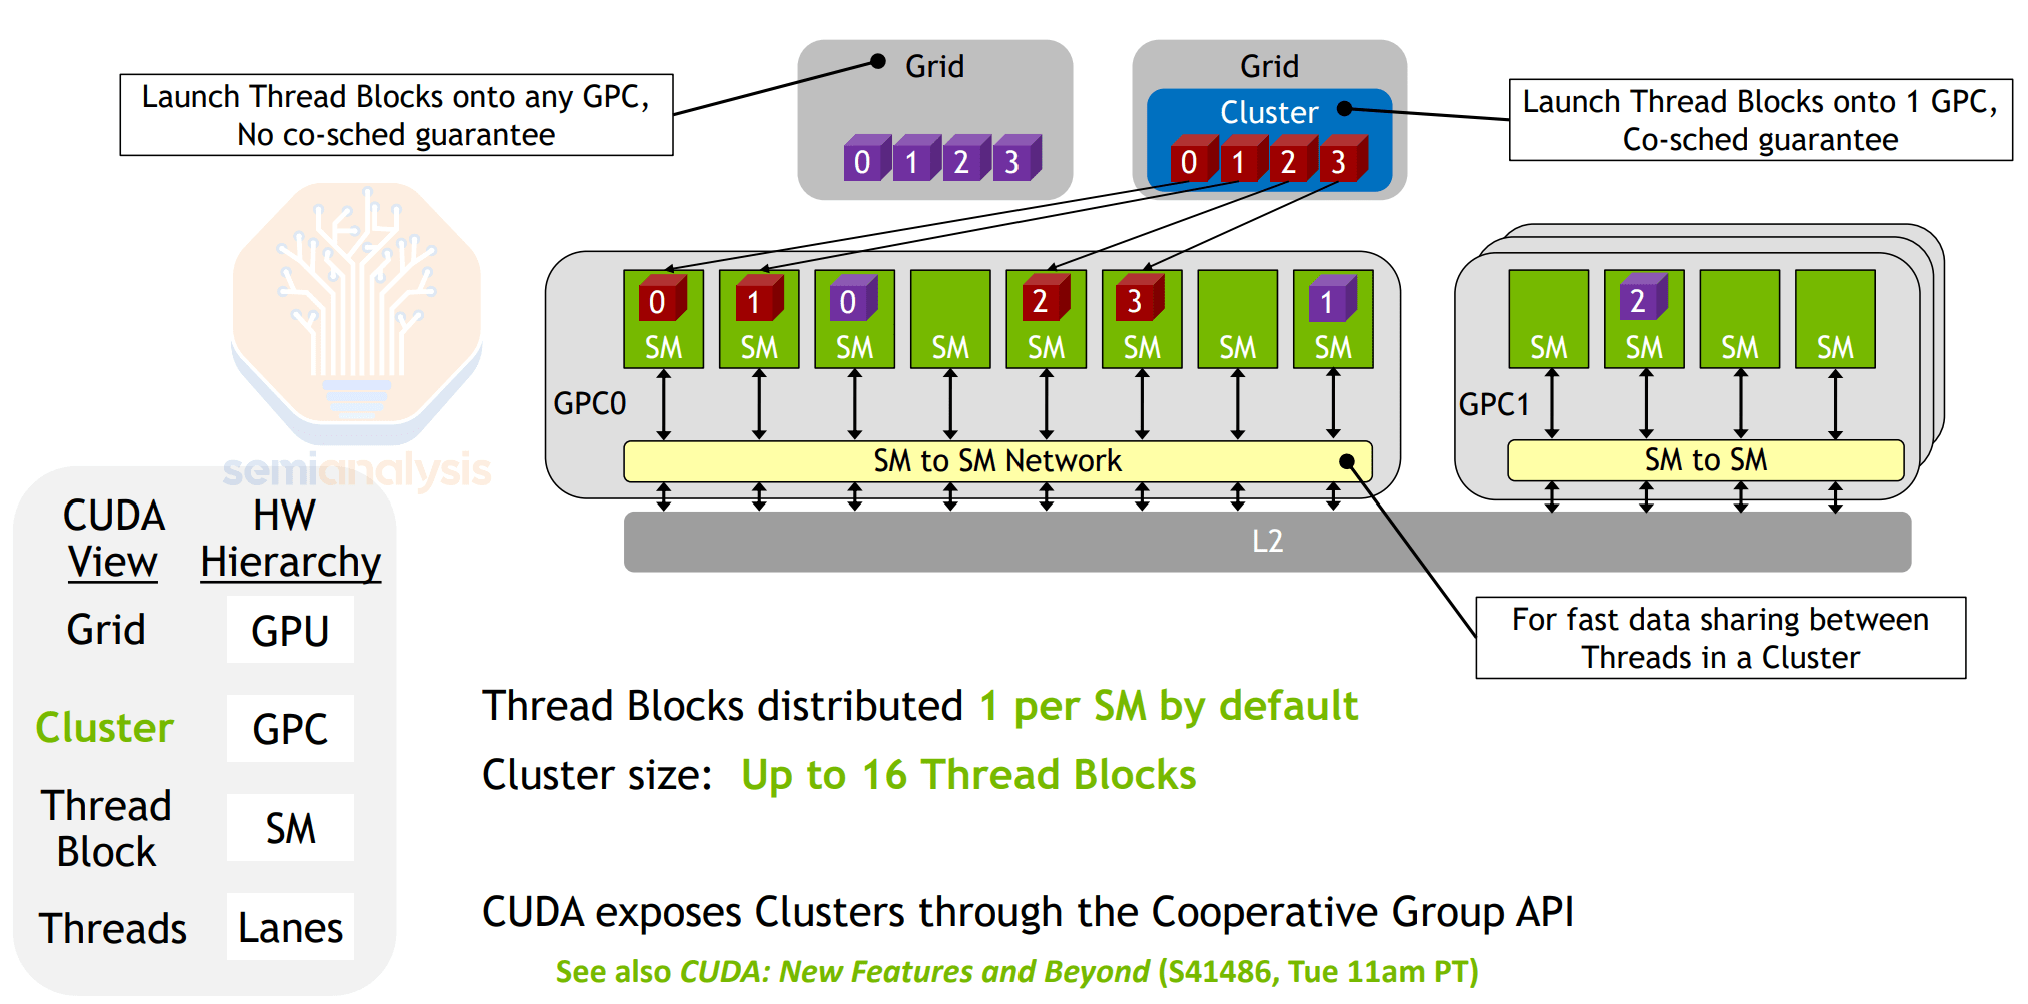 Grid
Grid
Launch Thread Blocks onto any GPC,
No co-sched guarantee
Cluster
Launch Thread Blocks onto 1 GPC,
Co-sched guarantee
0 1 2 3
0 1 2 3
0 1 0 2 3 1
SM SM SM SM SM SM SM SM
2
SM SM SM SM
GPC0
GPC1
SM to SM Network
SM to SM
L2
semianalysis
CUDA View
HW Hierarchy
Grid GPU
Cluster GPC
Thread Block SM
Threads Lanes
For fast data sharing between
Threads in a Cluster
Thread Blocks distributed 1 per SM by default
Cluster size: Up to 16 Thread Blocks
CUDA exposes Clusters through the Cooperative Group API
See also CUDA: New Features and Beyond (S41486, Tue 11am PT)